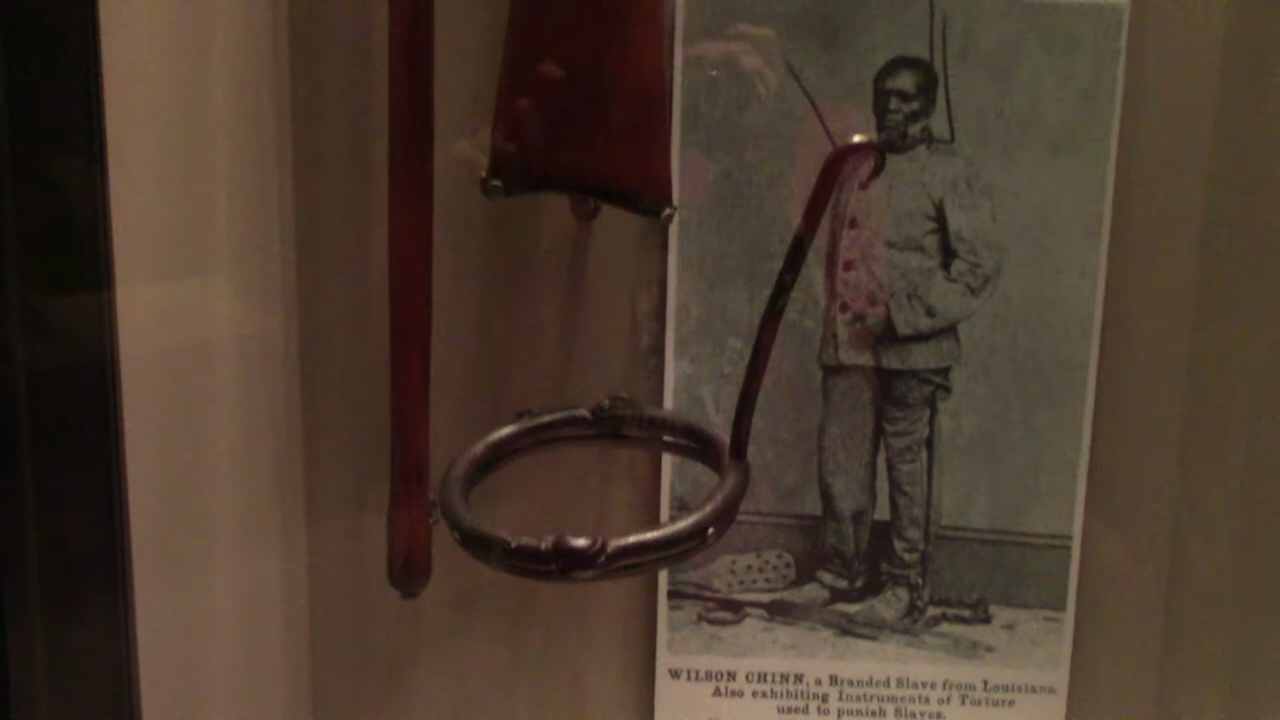 WILSON CHINN, a Branded Slave from Louisiana
Also exhibiting Instruments of Torture
used to punish Slaves.